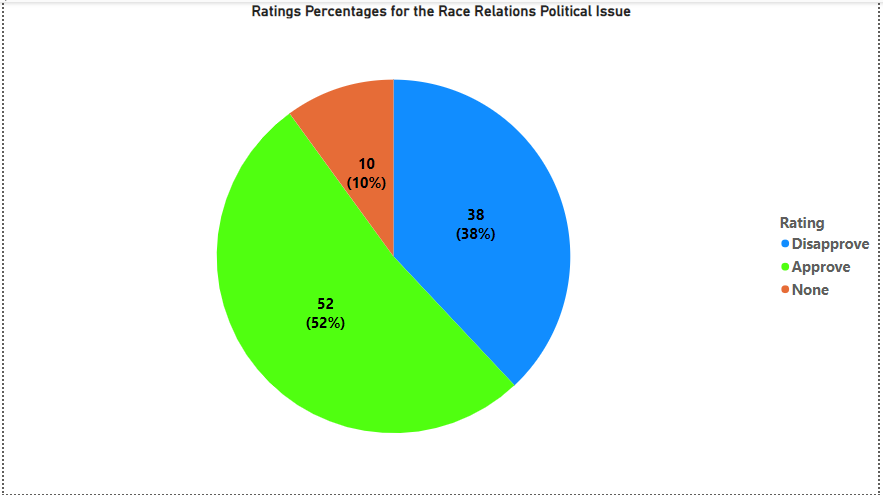 Ratings Percentages for the Race Relations Political Issue
10
(10%)
38
(38%)
52
(52%)
Rating
Disapprove
Approve
None